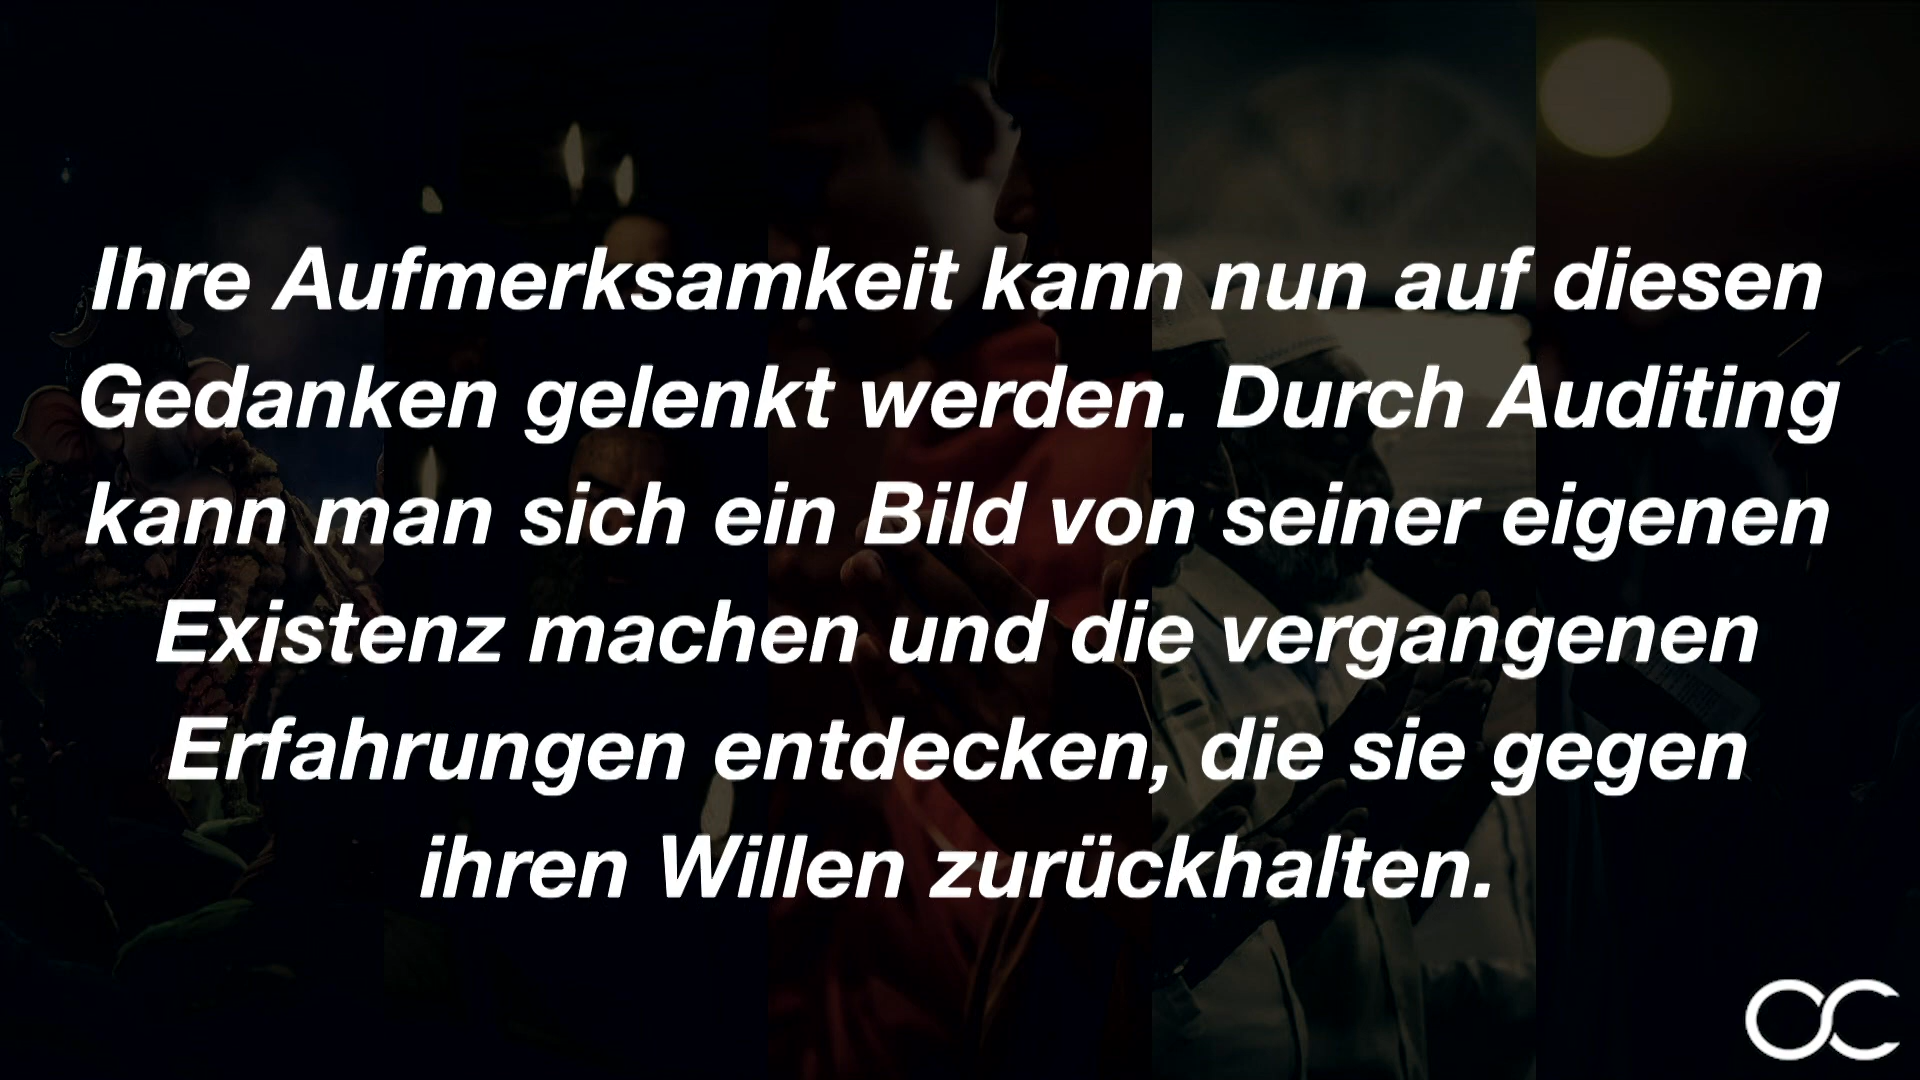 Ihre Aufmerksamkeit kann nun auf diesen
Gedanken gelenkt werden. Durch Auditing
kann man sich ein Bild von seiner eigenen
Existenz machen und die vergangenen
Erfahrungen entdecken, die sie gegen
ihren Willen zurückhalten.
OC